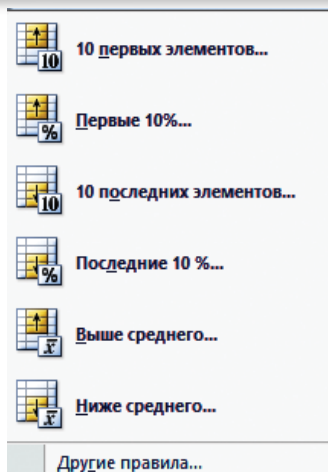 10 первых элементов...
Первые 10%...
10 последних элементов...
Последние 10 %...
Выше среднего...
Ниже среднего...
Другие правила...